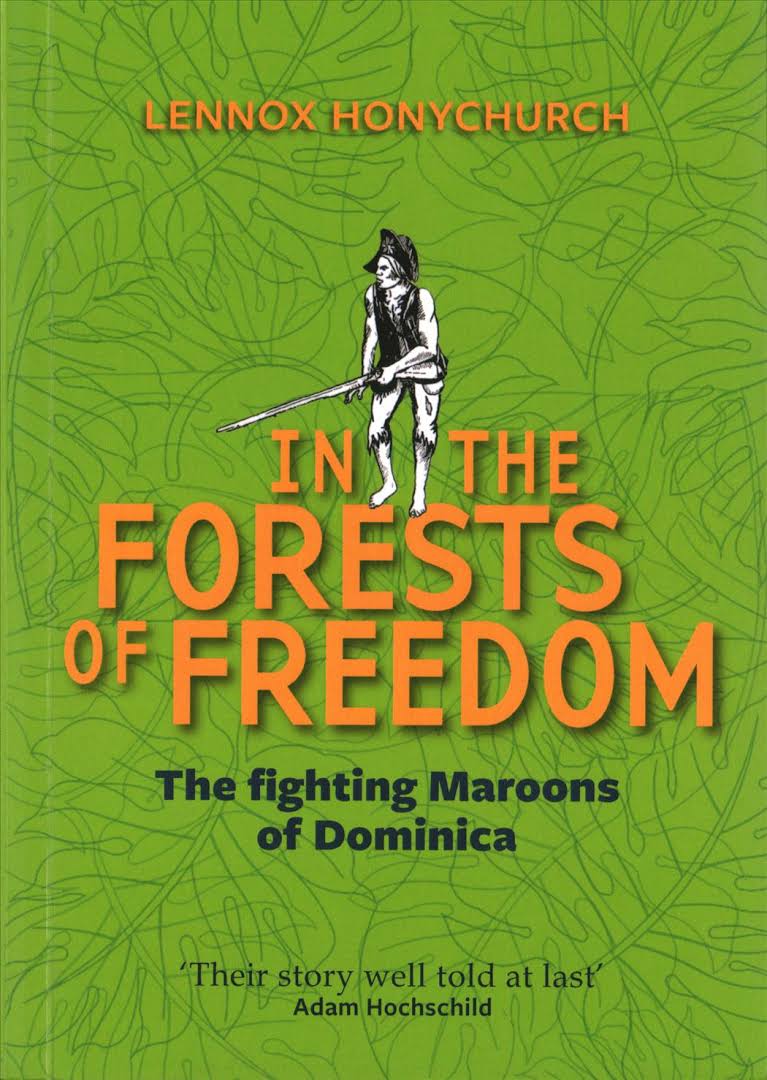 LENNOX HONYCHURCH
IN THE
FORESTS
OF FREEDOM
The fighting Maroons
of Dominica
‘Their story well told at last’
Adam Hochschild